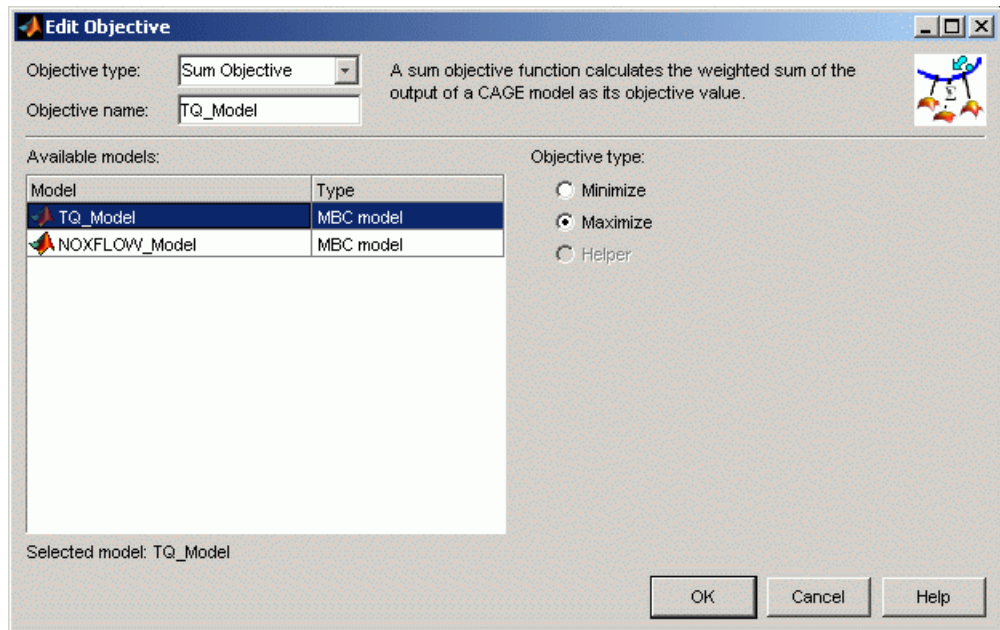 Edit Objective
Objective type: Sum Objective
A sum objective function calculates the weighted sum of the
output of a CAGE model as its objective value.
Objective name: TQ_Model
Σ
Available models:
Model Type
TQ_Model MBC model
NOXFLOW_Model MBC model
Selected model: TQ_Model
Objective type:
Minimize
Maximize
Helper
OK Cancel Help